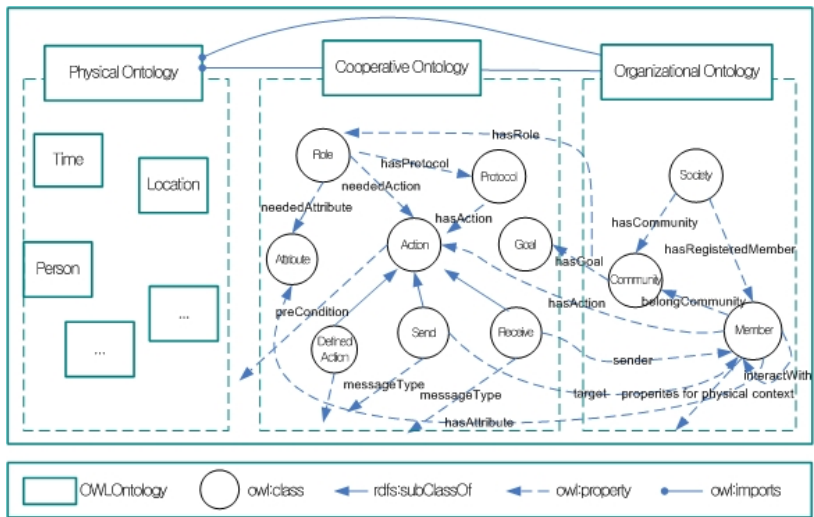 Physical Ontology
Cooperative Ontology
Organizational Ontology
hasRole
Time
Role
hasProtocol
Protocol
Society
Location
neededAction
neededAttribute
hasAction
hasCommunity
Attribute
Action
Goal
hasRegisteredMember
Person
hasGoal
Community
...
preCondition
hasAction
belongCommunity
...
Defined
Action
Send
Receive
Member
sender
interactWith
messageType
messageType
target
properites for physical context
hasAttribute
OWLOntology
owl:class
rdfs:subClassOf
owl:property
owl:imports